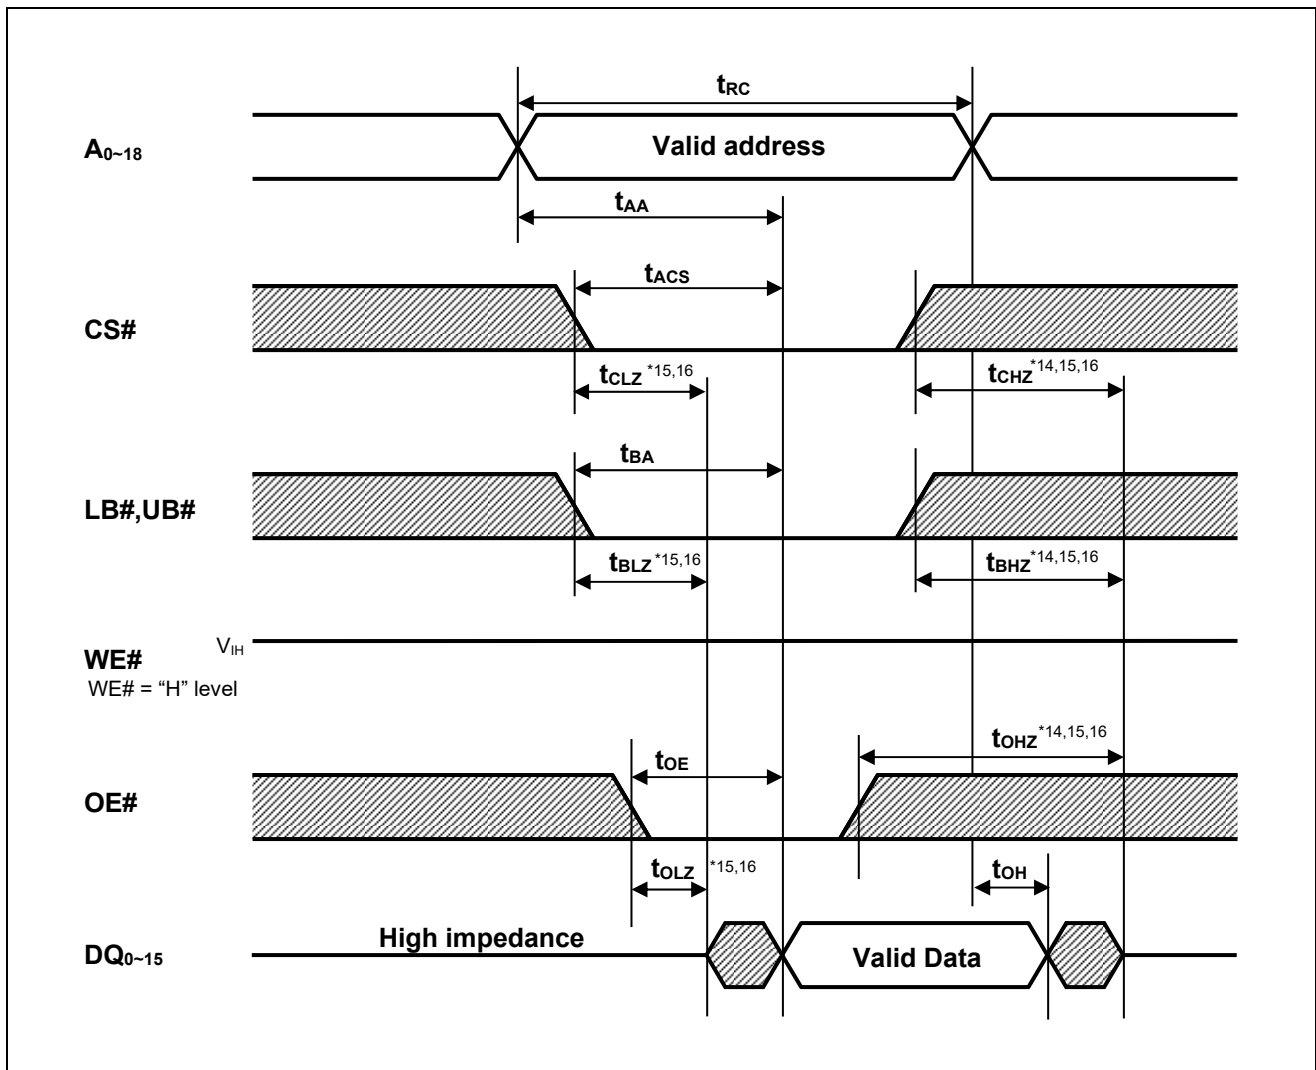 tRC
A0~18
Valid address
tAA
tACS
CS#
tCLZ *15,16
tCHZ *14,15,16
tBA
LB#,UB#
tBLZ *15,16
tBHZ *14,15,16
VIH
WE#
WE# = “H” level
tOHZ *14,15,16
tOE
OE#
tOLZ *15,16
tOH
High impedance
DQ0~15
Valid Data